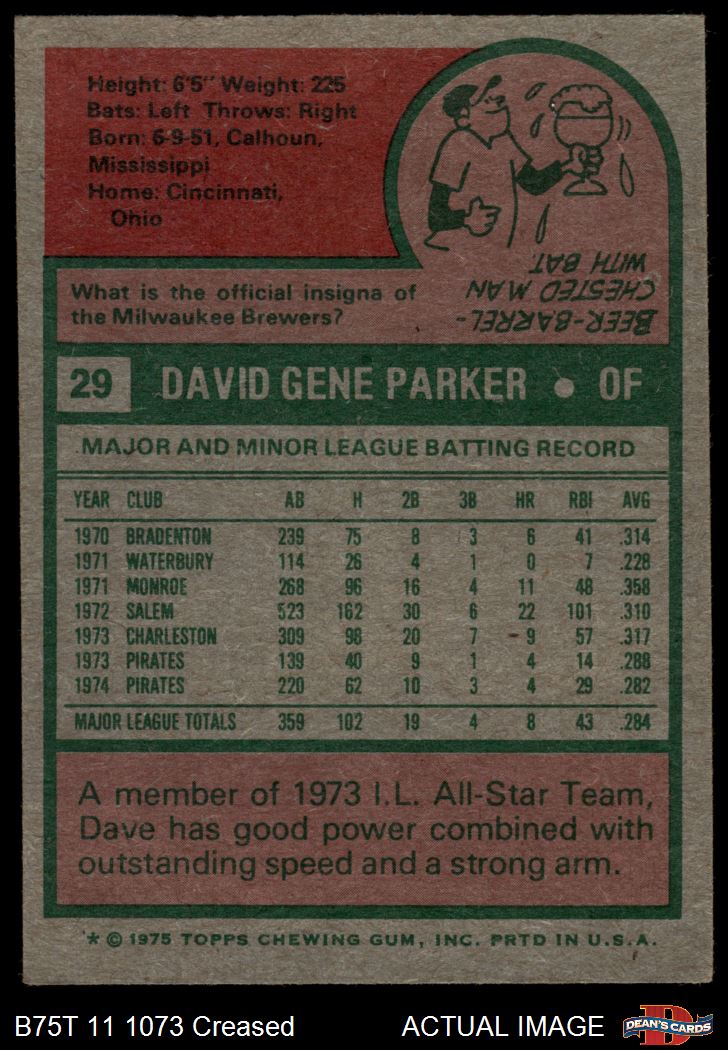 Height: 6'5" Weight: 225
Bats: Left Throws: Right
Born: 6-9-51, Calhoun,
Mississippi
Home: Cincinnati,
Ohio
What is the official insigna of
the Milwaukee Brewers?
BEER-BARREL-
CHESTED MAN
WITH BAT
29 DAVID GENE PARKER • OF
MAJOR AND MINOR LEAGUE BATTING RECORD
YEAR CLUB AB H 2B 3B HR RBI AVG
1970 BRADENTON 239 75 8 3 6 41 .314
1971 WATERBURY 114 26 4 1 0 7 .228
1971 MONROE 268 96 16 4 11 48 .358
1972 SALEM 523 162 30 6 22 101 .310
1973 CHARLESTON 309 98 20 7 9 57 .317
1973 PIRATES 139 40 9 1 4 14 .288
1974 PIRATES 220 62 10 3 4 29 .282
MAJOR LEAGUE TOTALS 359 102 19 4 8 43 .284
A member of 1973 I.L. All-Star Team,
Dave has good power combined with
outstanding speed and a strong arm.
* © 1975 TOPPS CHEWING GUM, INC. PRTD IN U.S.A.
B75T 11 1073 Creased ACTUAL IMAGE
D
DEAN'S CARDS